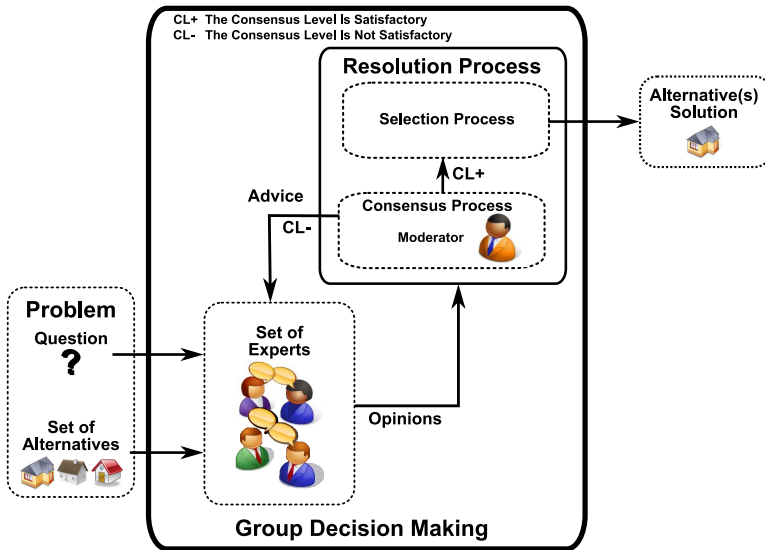 CL+ The Consensus Level Is Satisfactory
CL- The Consensus Level Is Not Satisfactory
Resolution Process
Selection Process
CL+
Consensus Process
Moderator
Alternative(s)
Solution
Advice
CL-
Problem
Question
?
Set of
Alternatives
Set of
Experts
Opinions
Group Decision Making